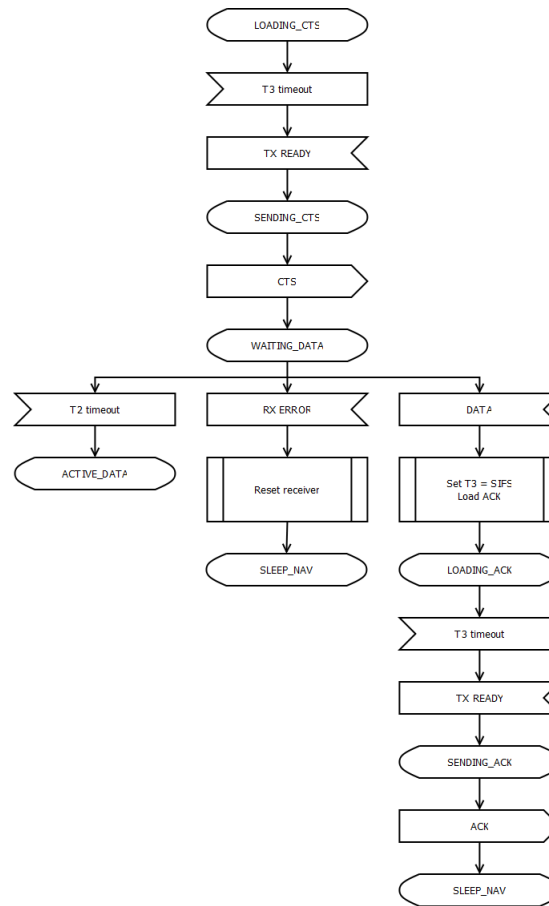 LOADING_CTS
T3 timeout
TX READY
SENDING_CTS
CTS
WAITING_DATA
T2 timeout
RX ERROR
DATA
ACTIVE_DATA
Reset receiver
Set T3 = SIFS
Load ACK
SLEEP_NAV
LOADING_ACK
T3 timeout
TX READY
SENDING_ACK
ACK
SLEEP_NAV